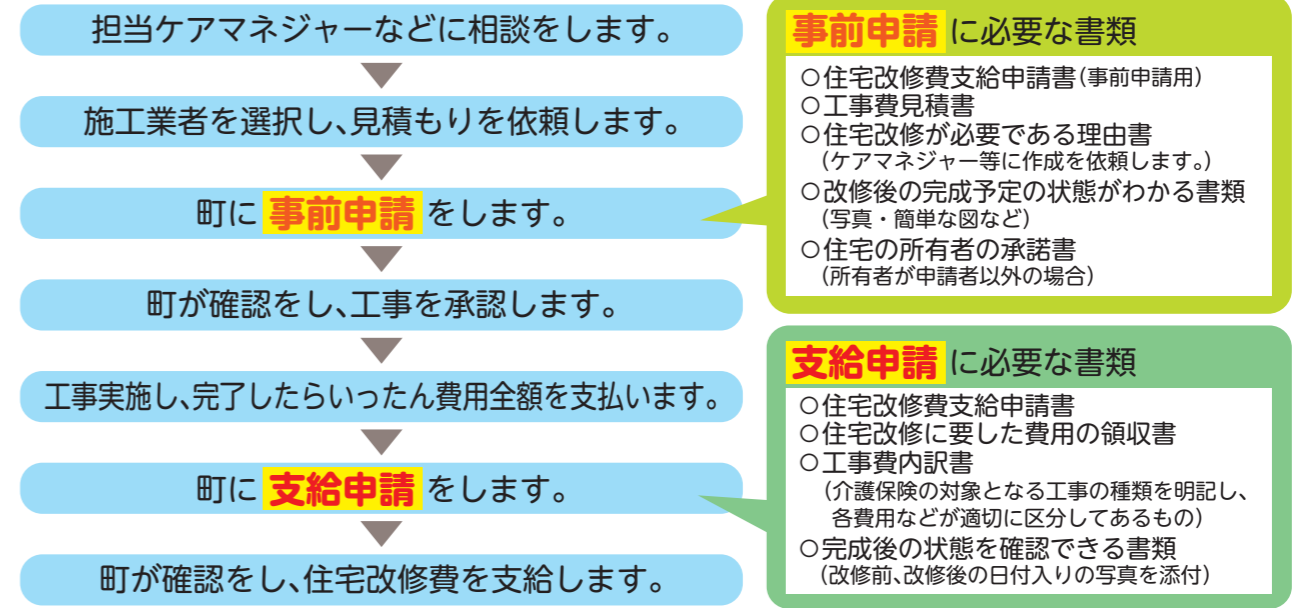 担当ケアマネジャーなどに相談をします。
施工業者を選択し、見積もりを依頼します。
町に 事前申請 をします。
町が確認をし、工事を承認します。
工事実施し、完了したらいったん費用全額を支払います。
町に 支給申請 をします。
町が確認をし、住宅改修費を支給します。
事前申請 に必要な書類
○住宅改修費支給申請書(事前申請用)
○工事費見積書
○住宅改修が必要である理由書
(ケアマネジャー等に作成を依頼します。)
○改修後の完成予定の状態がわかる書類
(写真・簡単な図など)
○住宅の所有者の承諾書
(所有者が申請者以外の場合)
支給申請 に必要な書類
○住宅改修費支給申請書
○住宅改修に要した費用の領収書
○工事費内訳書
(介護保険の対象となる工事の種類を明記し、
各費用などが適切に区分してあるもの)
○完成後の状態を確認できる書類
(改修前、改修後の日付入りの写真を添付)